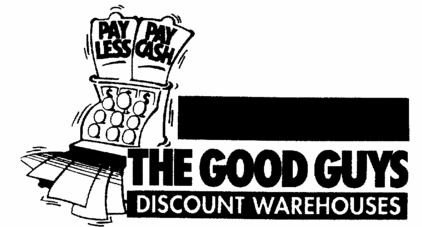 PAY LESS
PAY CASH
$ $
THE GOOD GUYS
DISCOUNT WAREHOUSES